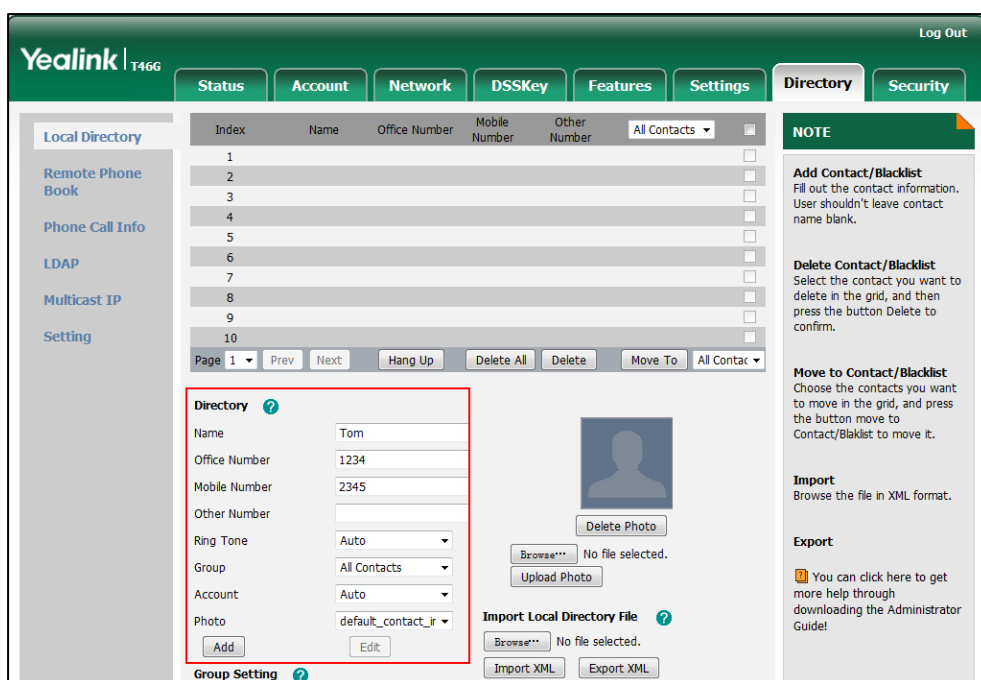 Log Out
Yealink | T46G
Status Account Network DSSKey Features Settings Directory Security
Local Directory
Remote Phone
Book
Phone Call Info
LDAP
Multicast IP
Setting
Index Name Office Number Mobile Number Other Number All Contacts
1
2
3
4
5
6
7
8
9
10
Page 1 Prev Next Hang Up Delete All Delete Move To All Contac
Directory ?
Name Tom
Office Number 1234
Mobile Number 2345
Other Number
Ring Tone Auto
Group All Contacts
Account Auto
Photo default_contact_ir
Add Edit
Group Setting ?
Delete Photo
Browse... No file selected.
Upload Photo
Import Local Directory File ?
Browse... No file selected.
Import XML Export XML
NOTE
Add Contact/Blacklist
Fill out the contact information.
User shouldn't leave contact
name blank.
Delete Contact/Blacklist
Select the contact you want to
delete in the grid, and then
press the button Delete to
confirm.
Move to Contact/Blacklist
Choose the contacts you want
to move in the grid, and press
the button move to
Contact/Blaklist to move it.
Import
Browse the file in XML format.
Export
? You can click here to get
more help through
downloading the Administrator
Guide!